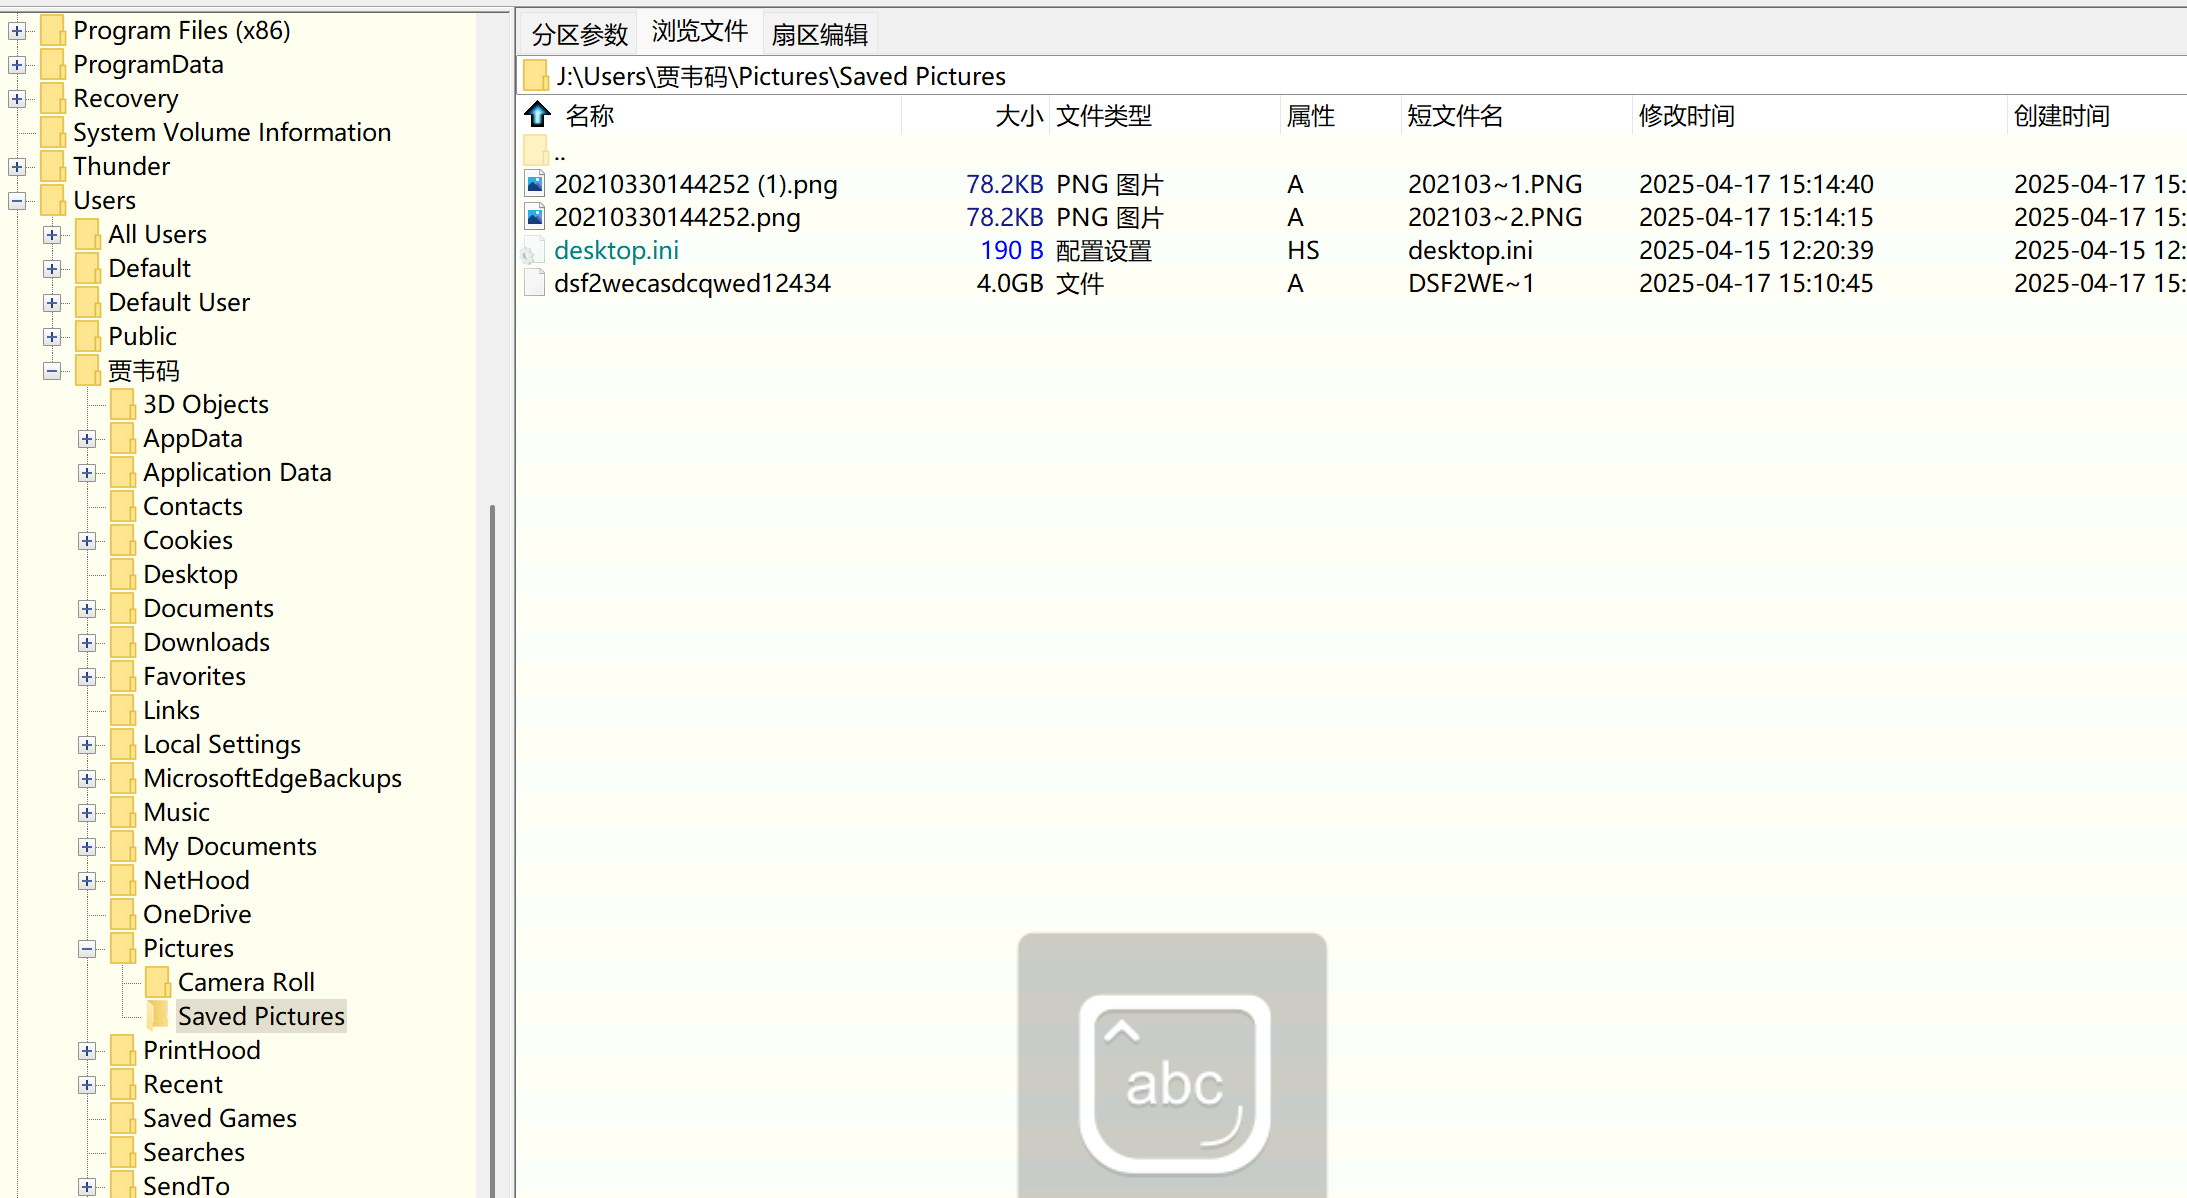 Program Files (x86)
ProgramData
Recovery
System Volume Information
Thunder
Users
All Users
Default
Default User
Public
贾韦码
3D Objects
AppData
Application Data
Contacts
Cookies
Desktop
Documents
Downloads
Favorites
Links
Local Settings
MicrosoftEdgeBackups
Music
My Documents
NetHood
OneDrive
Pictures
Camera Roll
Saved Pictures
PrintHood
Recent
Saved Games
Searches
SendTo
分区参数 浏览文件 扇区编辑
J:\Users\贾韦码\Pictures\Saved Pictures
名称 大小 文件类型 属性 短文件名 修改时间 创建时间
..
20210330144252 (1).png 78.2KB PNG 图片 A 202103~1.PNG 2025-04-17 15:14:40 2025-04-17 15:
20210330144252.png 78.2KB PNG 图片 A 202103~2.PNG 2025-04-17 15:14:15 2025-04-17 15:
desktop.ini 190 B 配置设置 HS desktop.ini 2025-04-15 12:20:39 2025-04-15 12:
dsf2wecasdcqwed12434 4.0GB 文件 A DSF2WE~1 2025-04-17 15:10:45 2025-04-17 15:
abc